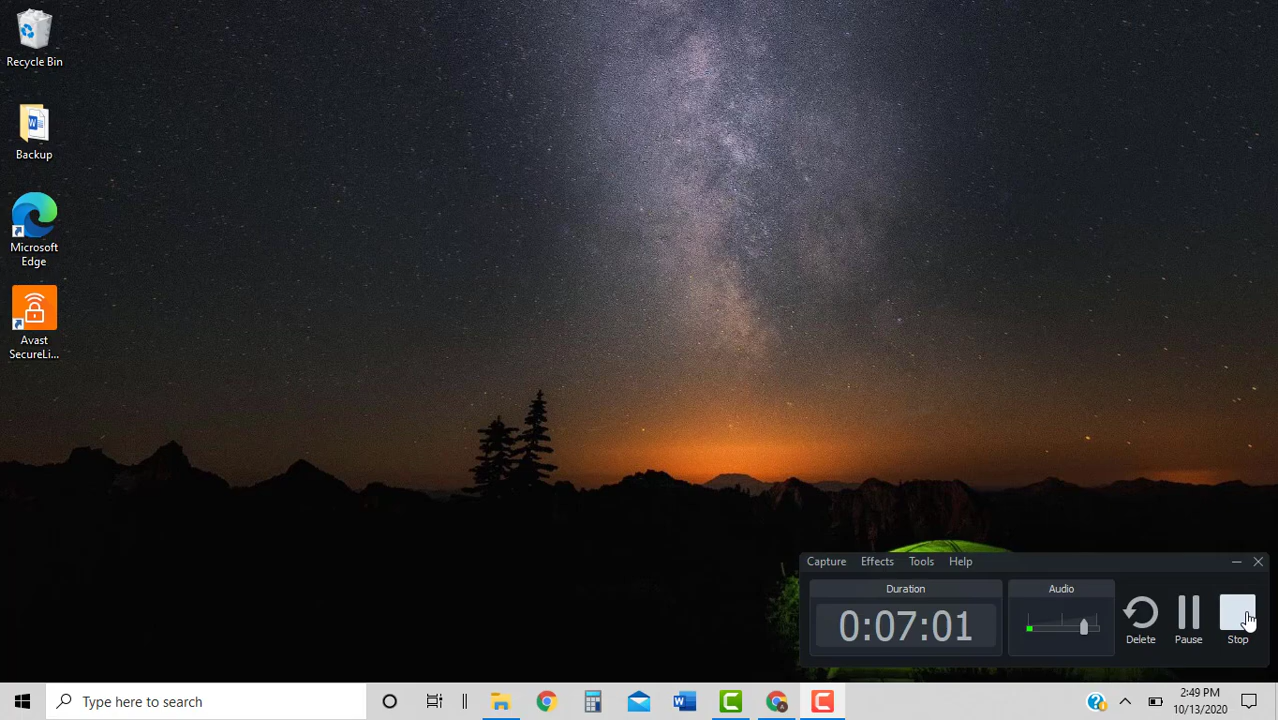 Recycle Bin
Backup
Microsoft
Edge
Avast
SecureLi...
Capture Effects Tools Help
Duration
Audio
0:07:01
Delete Pause Stop
Type here to search
2:49 PM
10/13/2020